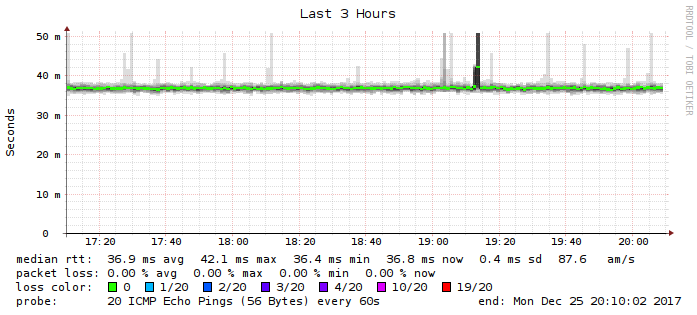 Last 3 Hours
RRDTOOL / TOBI OETIKER
Seconds
50 m
40 m
30 m
20 m
10 m
0
17:20 17:40 18:00 18:20 18:40 19:00 19:20 19:40 20:00
median rtt: 36.9 ms avg 42.1 ms max 36.4 ms min 36.8 ms now 0.4 ms sd 87.6 am/s
packet loss: 0.00 % avg 0.00 % max 0.00 % min 0.00 % now
loss color: 0 1/20 2/20 3/20 4/20 10/20 19/20
probe: 20 ICMP Echo Pings (56 Bytes) every 60s end: Mon Dec 25 20:10:02 2017